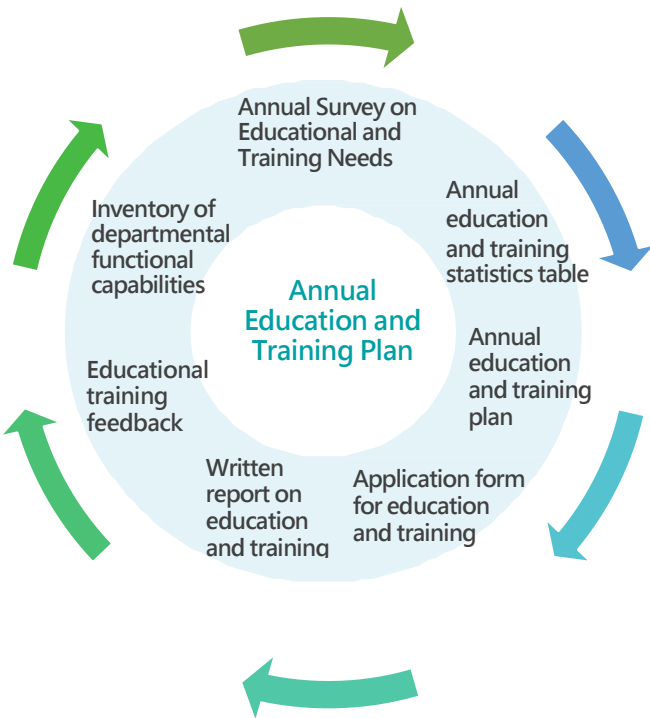 Annual Survey on
Educational and
Training Needs
Annual
education
and training
statistics table
Annual
education
and training
plan
Application form
for education
and training
Written
report on
education
and training
Educational
training
feedback
Inventory of
departmental
functional
capabilities
Annual
Education and
Training Plan